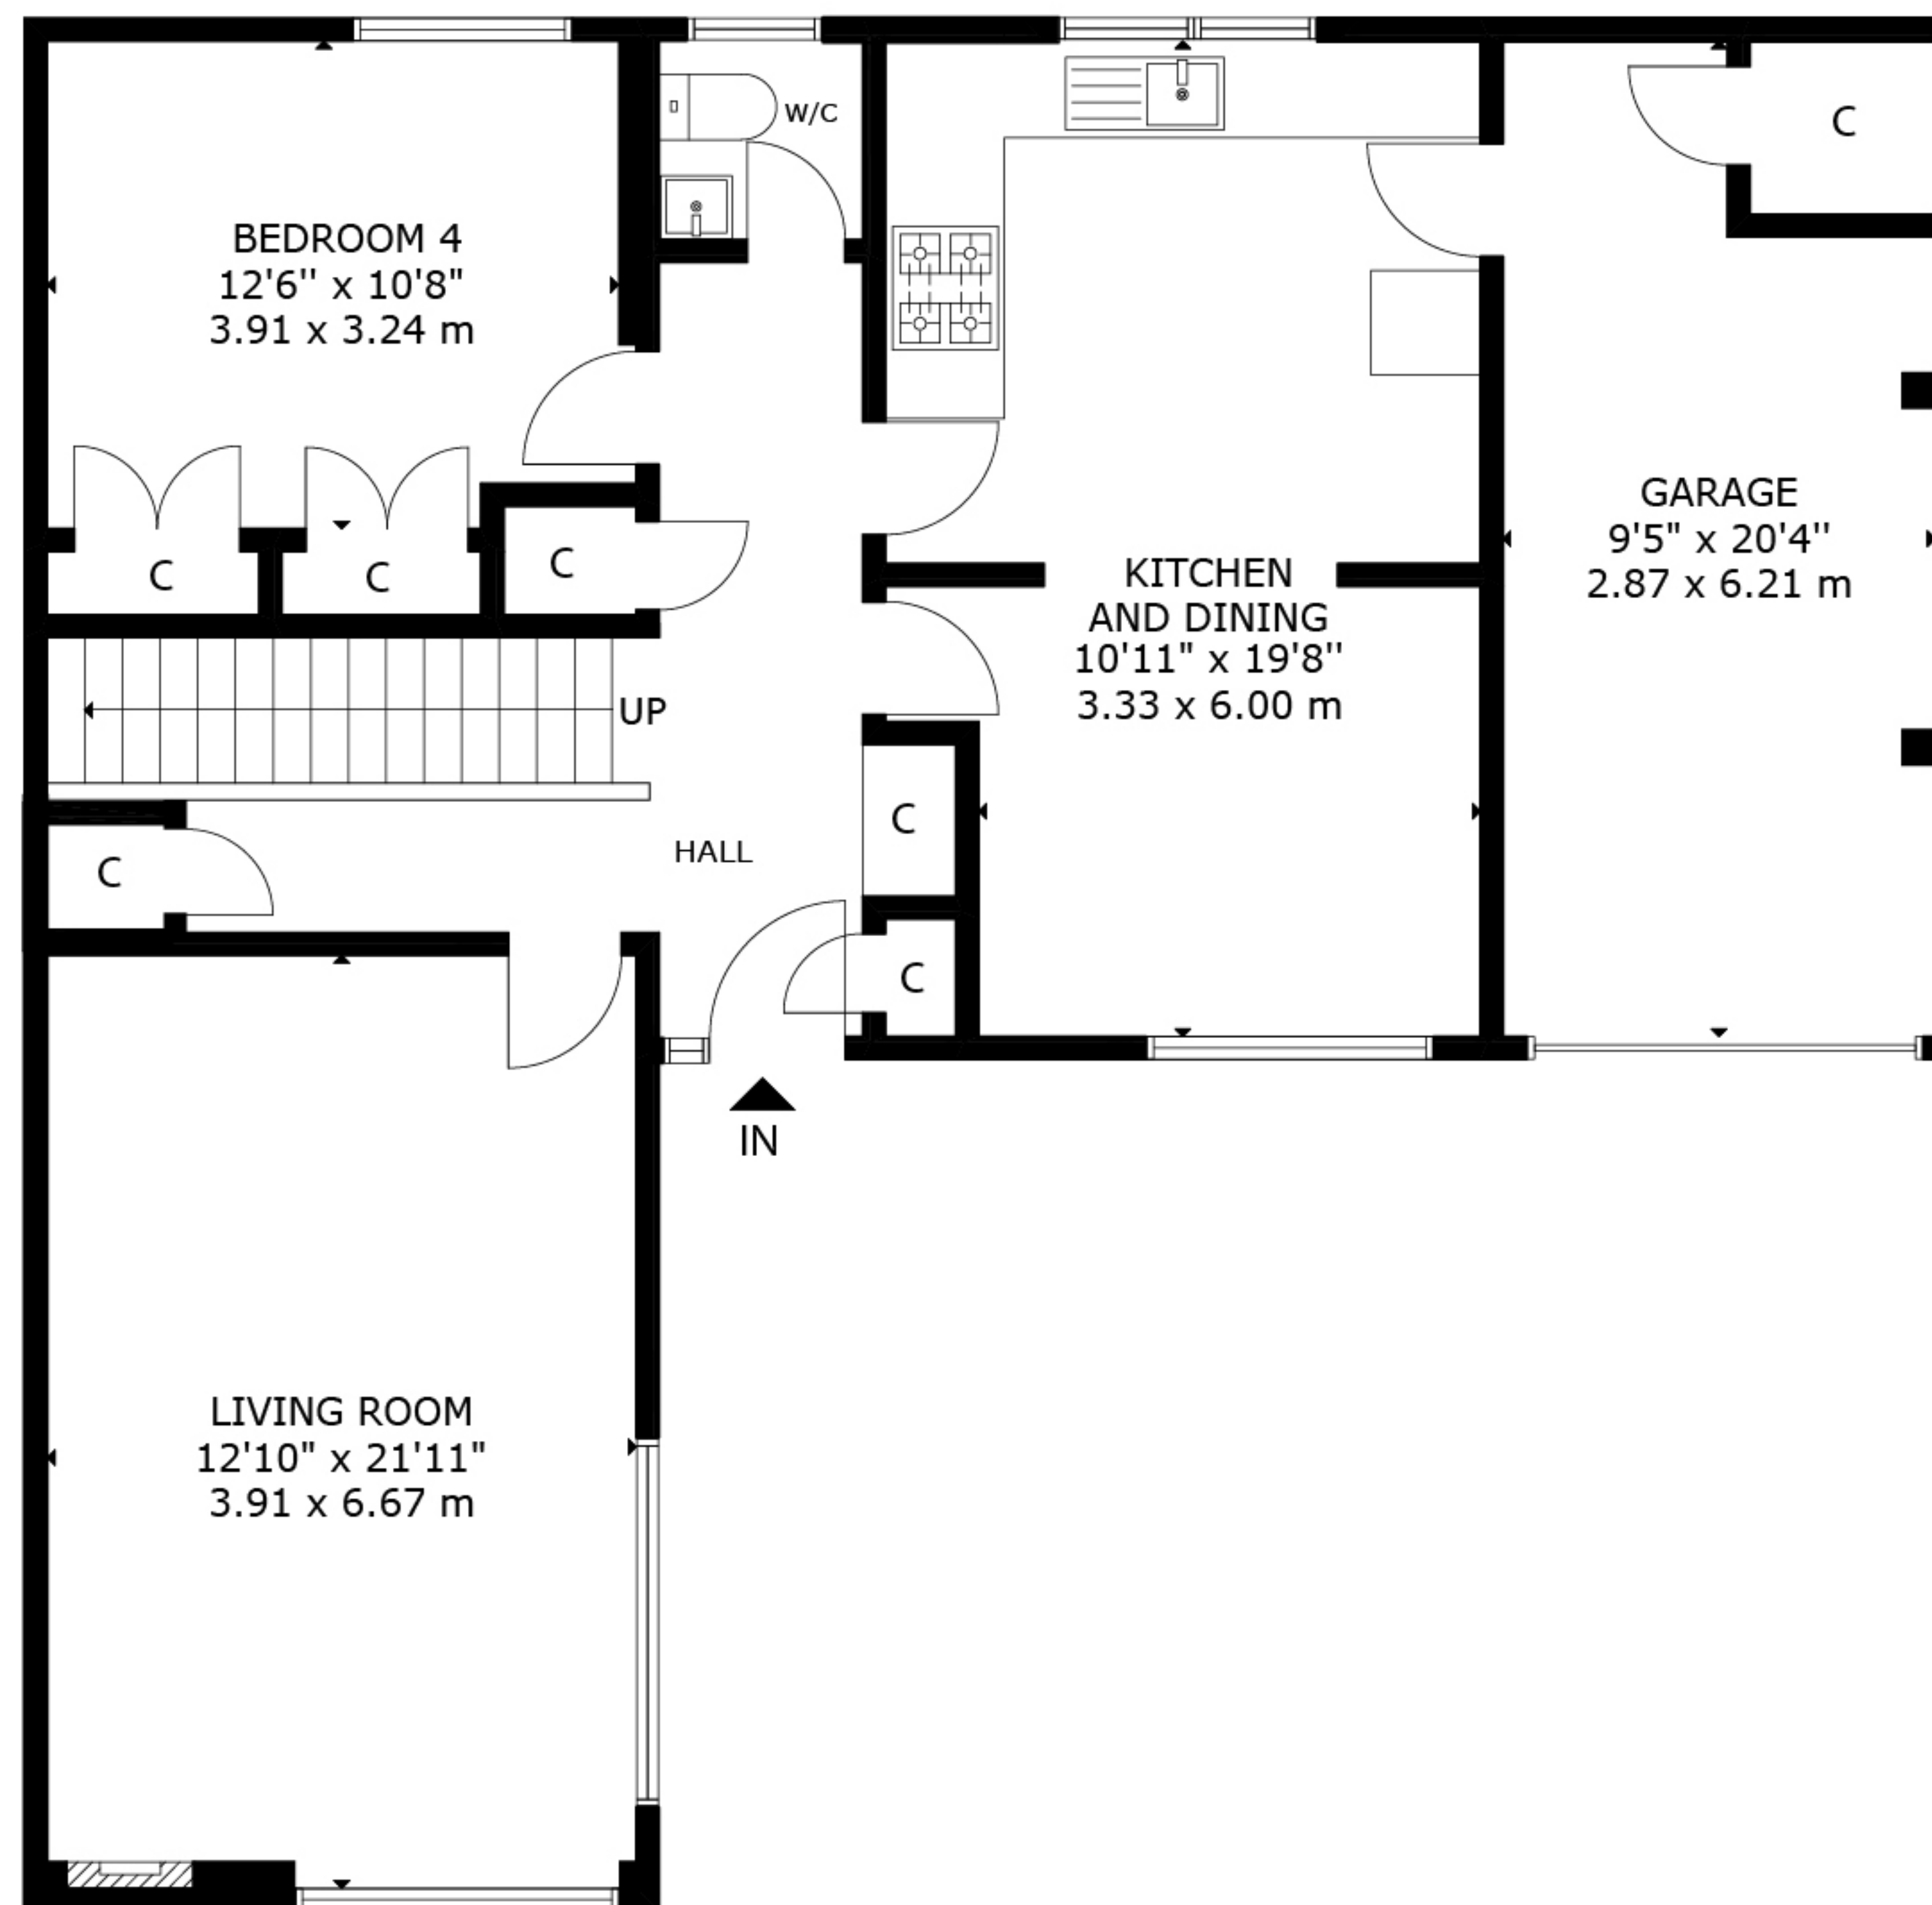 W/C
C
BEDROOM 4
12'6'' x 10'8"
3.91 x 3.24 m
GARAGE
9'5" x 20'4''
2.87 x 6.21 m
C
C
C
KITCHEN
AND DINING
10'11" x 19'8''
3.33 x 6.00 m
UP
C
HALL
C
C
IN
LIVING ROOM
12'10" x 21'11"
3.91 x 6.67 m